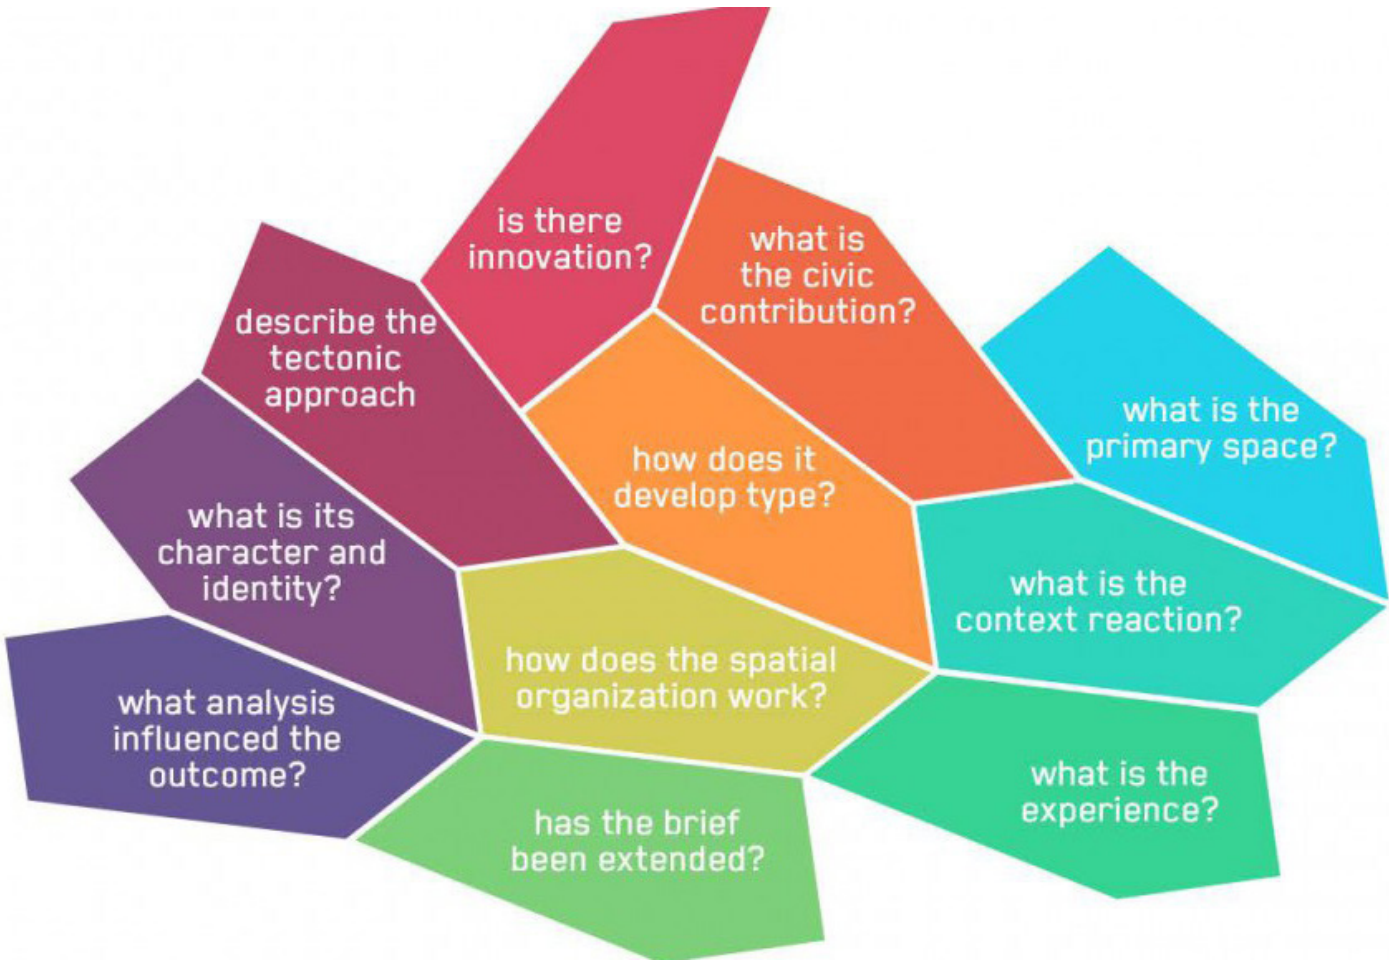 is there
innovation?
what is
the civic
contribution?
describe the
tectonic
approach
what is the
primary space?
how does it
develop type?
what is its
character and
identity?
what is the
context reaction?
how does the spatial
organization work?
what analysis
influenced the
outcome?
what is the
experience?
has the brief
been extended?